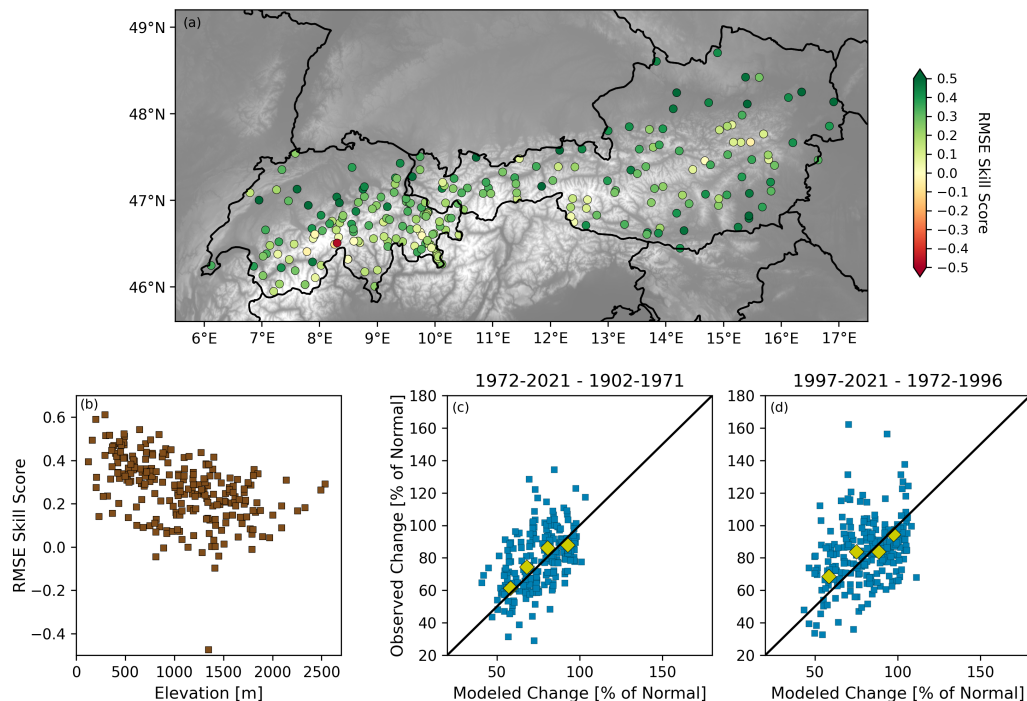 (a)
49°N
48°N
47°N
46°N
6°E 7°E 8°E 9°E 10°E 11°E 12°E 13°E 14°E 15°E 16°E 17°E
0.5
0.4
0.3
0.2
0.1
0.0
−0.1
−0.2
−0.3
−0.4
−0.5
RMSE Skill Score
(b)
0.6
0.4
0.2
0.0
−0.2
−0.4
RMSE Skill Score
0 500 1000 1500 2000 2500
Elevation [m]
1972-2021 - 1902-1971
(c)
180
160
140
120
100
80
60
40
20
Observed Change [% of Normal]
50 100 150
Modeled Change [% of Normal]
1997-2021 - 1972-1996
(d)
180
160
140
120
100
80
60
40
20
50 100 150
Modeled Change [% of Normal]